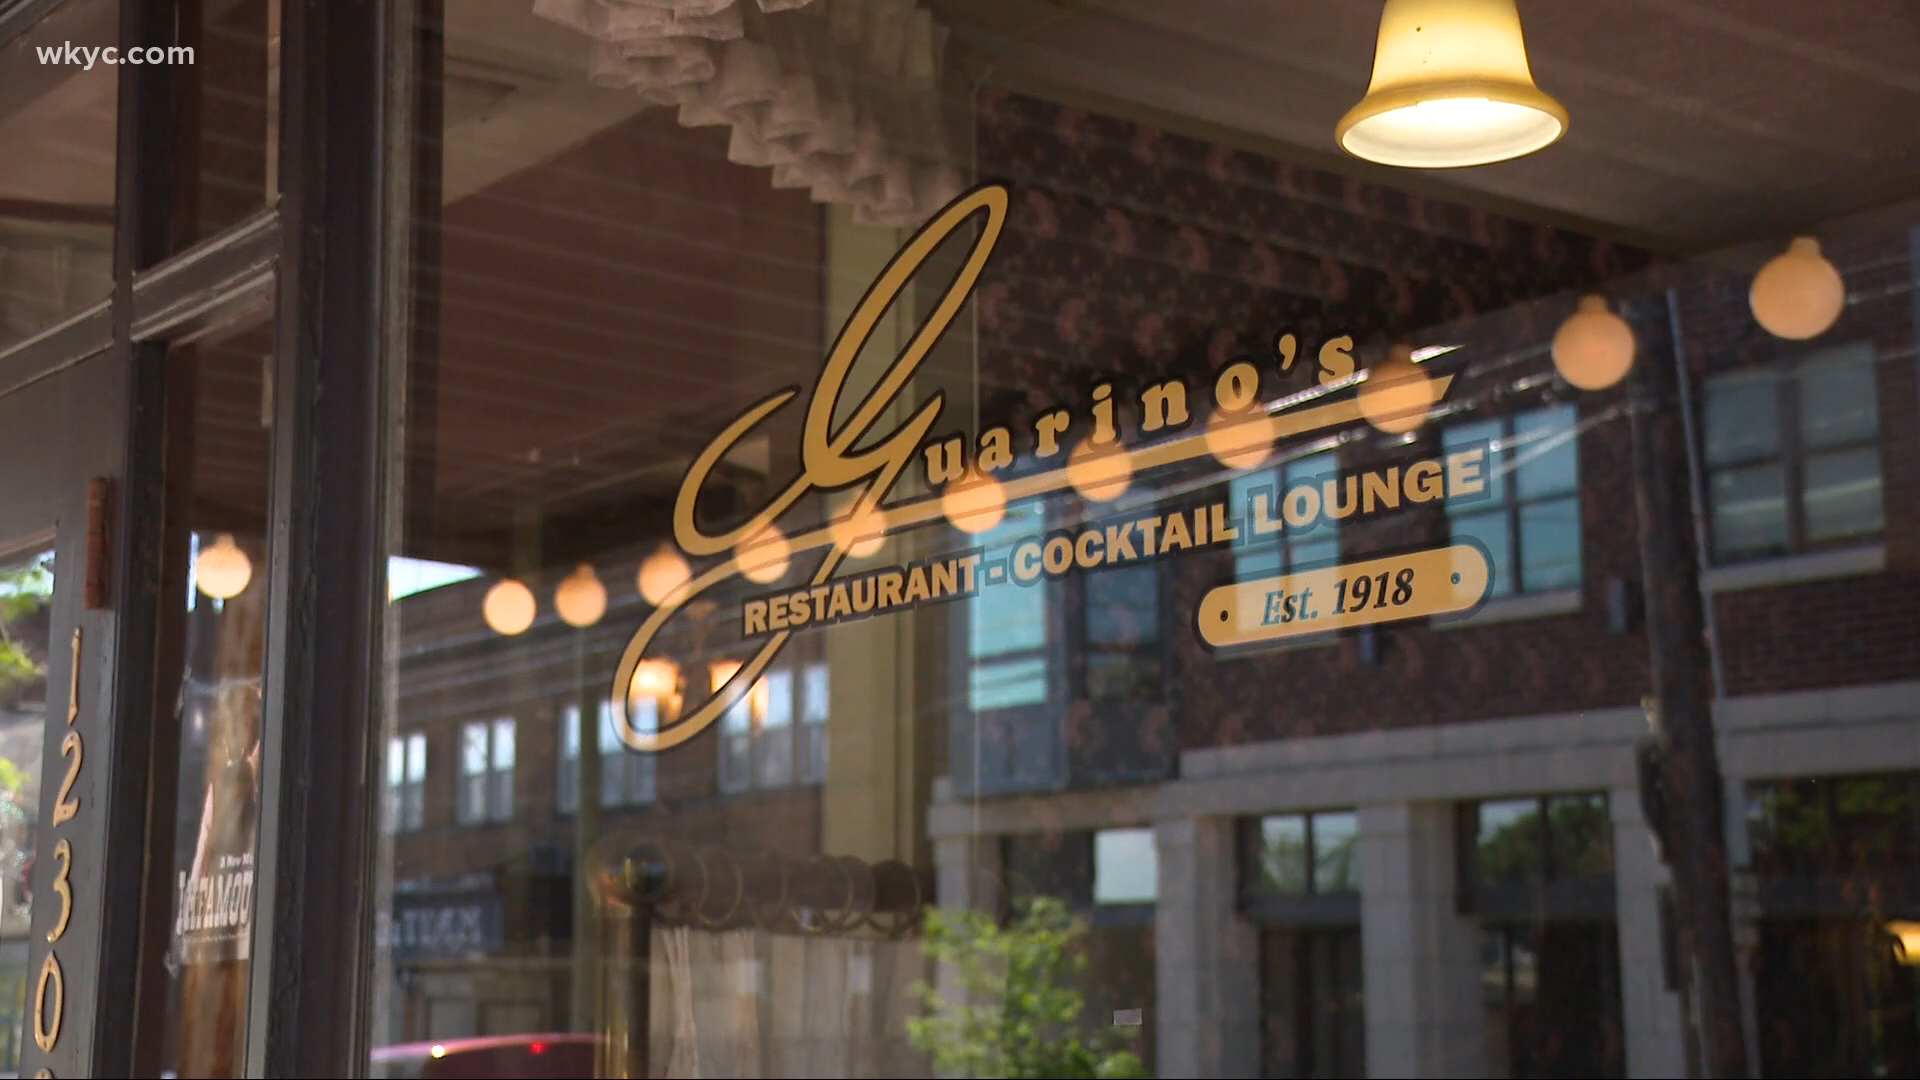 wkyc.com
Guarino's
RESTAURANT - COCKTAIL LOUNGE
Est. 1918
1230